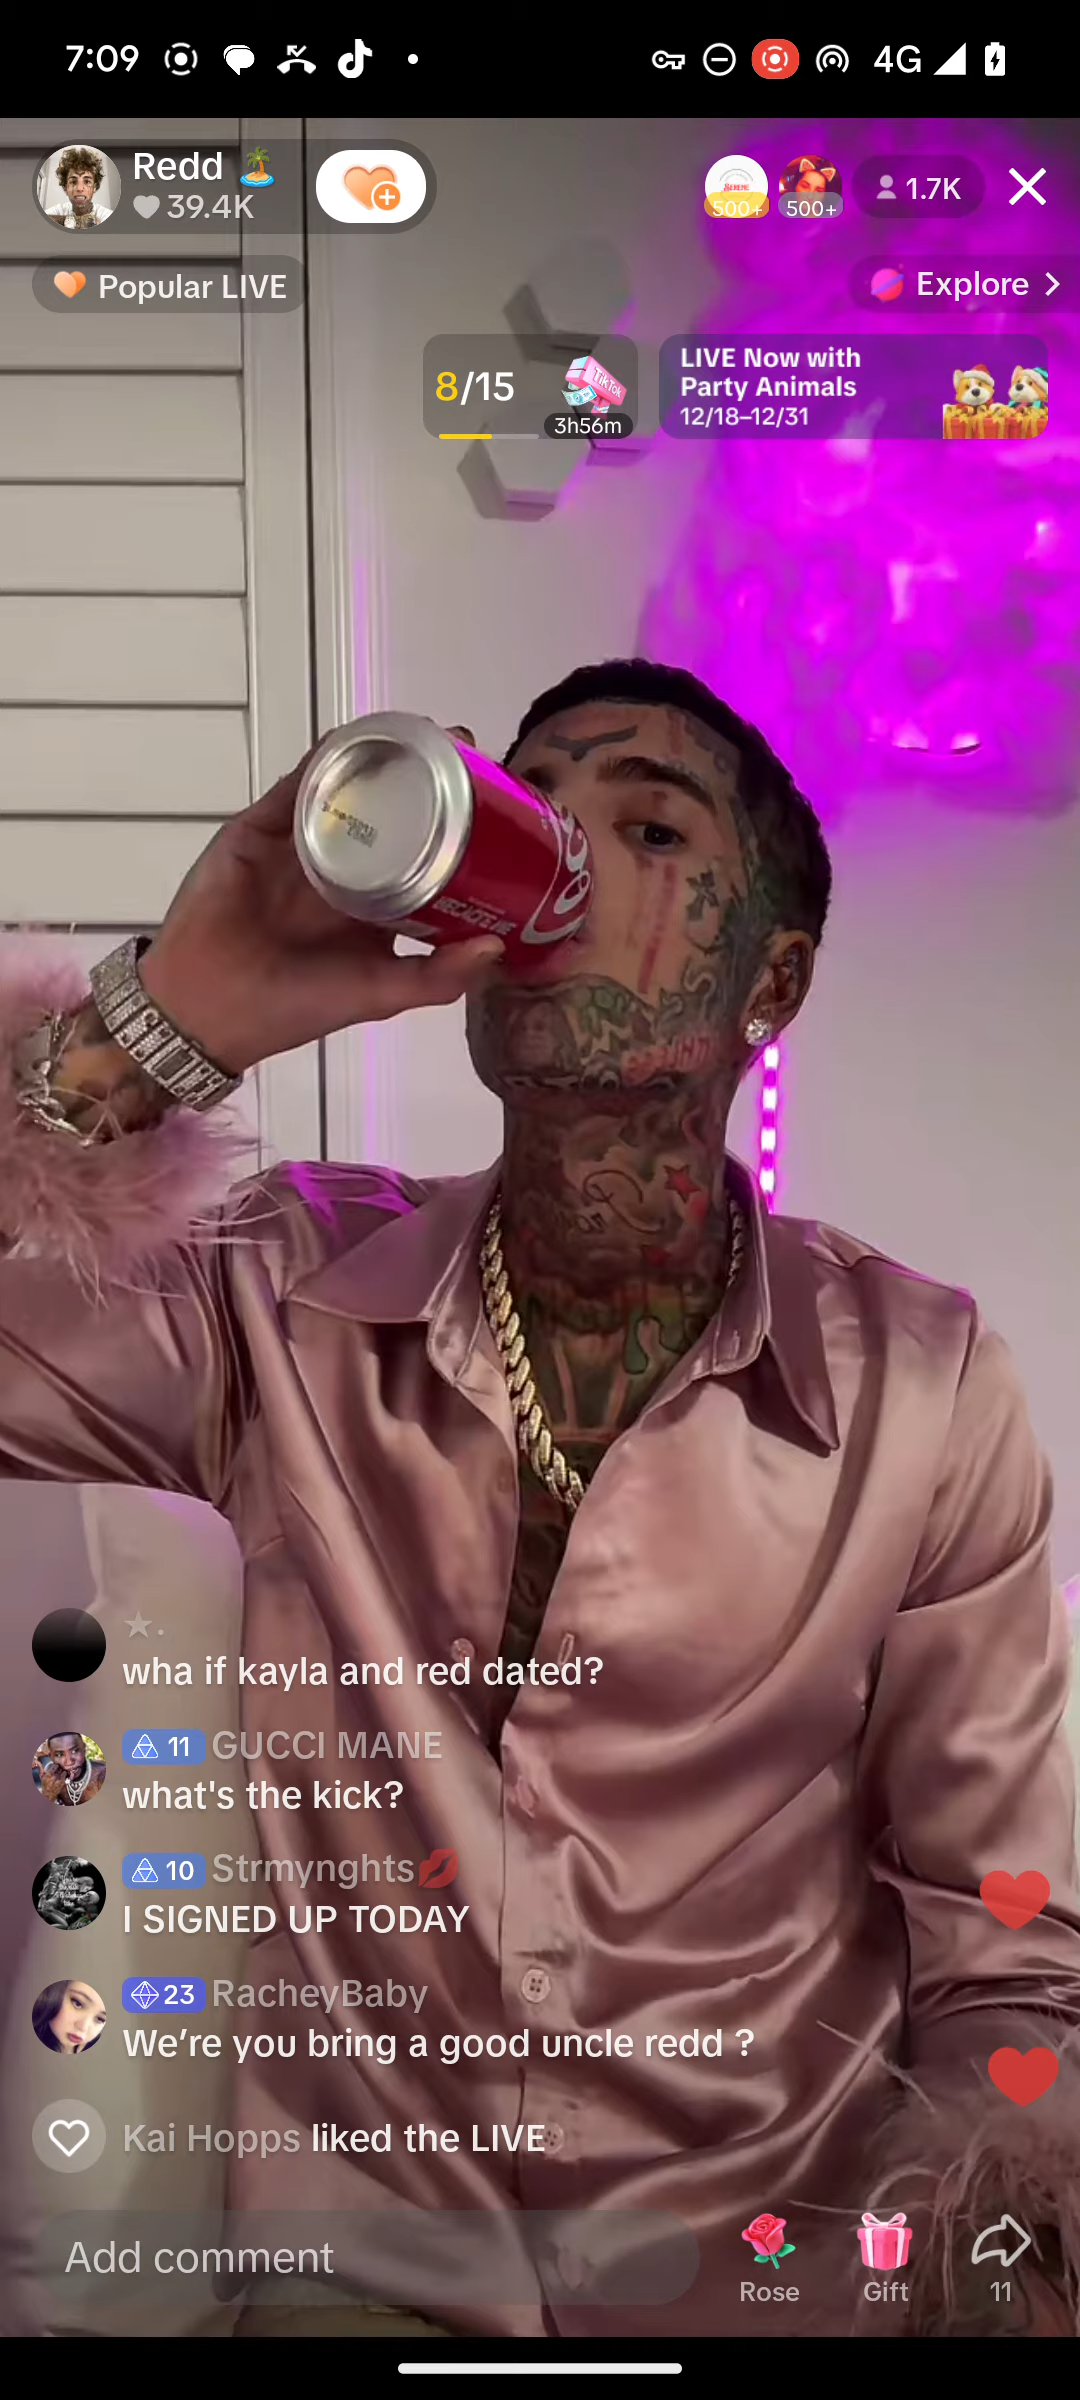 7:09
4G
Redd 🏝️
39.4K
500+
500+
1.7K
Popular LIVE
Explore >
8/15
TikTok
3h56m
LIVE Now with
Party Animals
12/18–12/31
★.
wha if kayla and red dated?
11 GUCCI MANE
what's the kick?
10 Strmynghts💋
I SIGNED UP TODAY
23 RacheyBaby
We’re you bring a good uncle redd ?
Kai Hopps liked the LIVE
Add comment
Rose
Gift
11